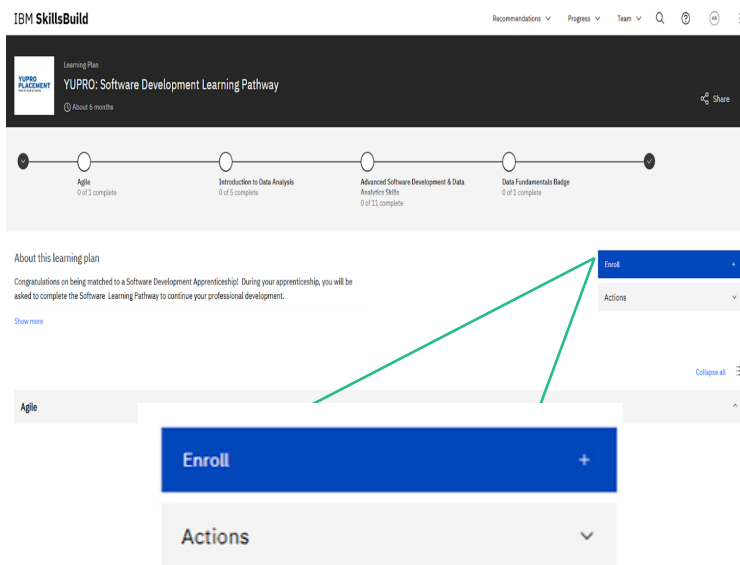 IBM SkillsBuild
Recommendations
Progress
Team
Learning Plan
YUPRO
PLACEMENT
YUPRO: Software Development Learning Pathway
About 6 months
Share
Agile
0 of 1 complete
Introduction to Data Analysis
0 of 5 complete
Advanced Software Development & Data
Analytics Skills
0 of 11 complete
Data Fundamentals Badge
0 of 1 complete
About this learning plan
Congratulations on being matched to a Software Development Apprenticeship! During your apprenticeship, you will be
asked to complete the Software Learning Pathway to continue your professional development.
Show more
Enroll +
Actions
Collapse all
Agile
Enroll +
Actions